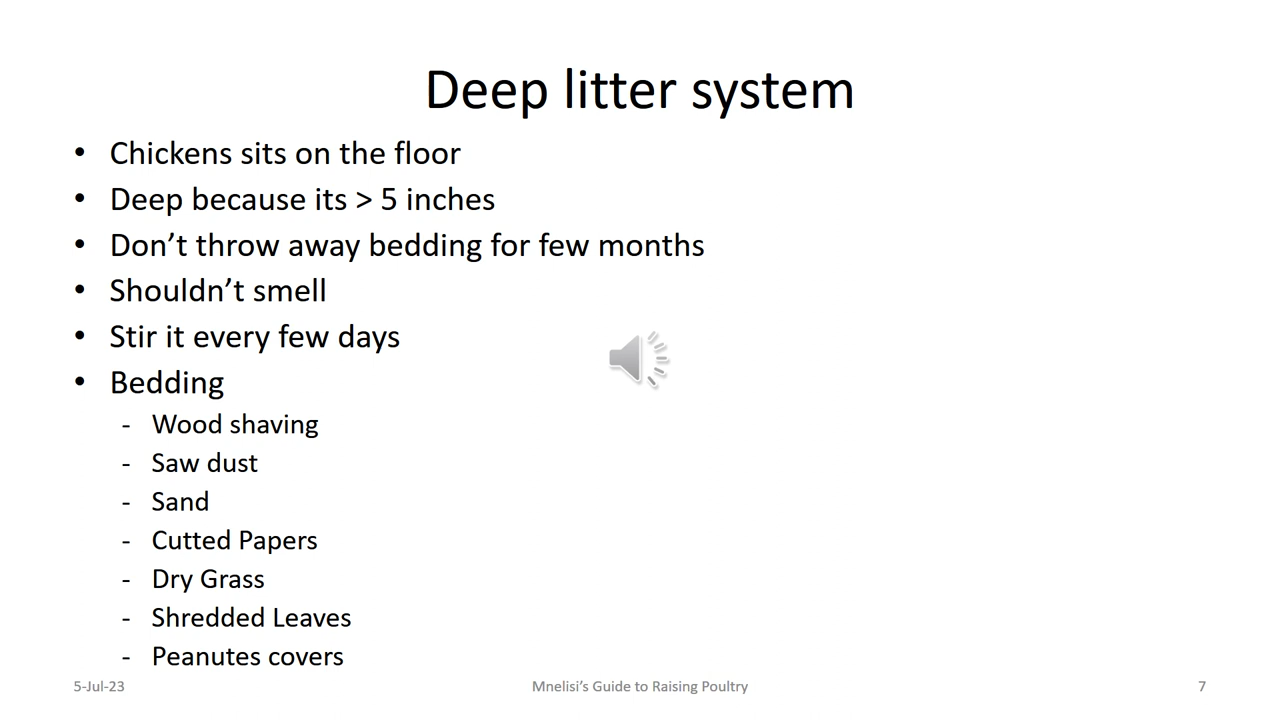 Deep litter system
• Chickens sits on the floor
• Deep because its > 5 inches
• Don’t throw away bedding for few months
• Shouldn’t smell
• Stir it every few days
• Bedding
- Wood shaving
- Saw dust
- Sand
- Cutted Papers
- Dry Grass
- Shredded Leaves
- Peanutes covers
5-Jul-23
Mnelisi’s Guide to Raising Poultry
7